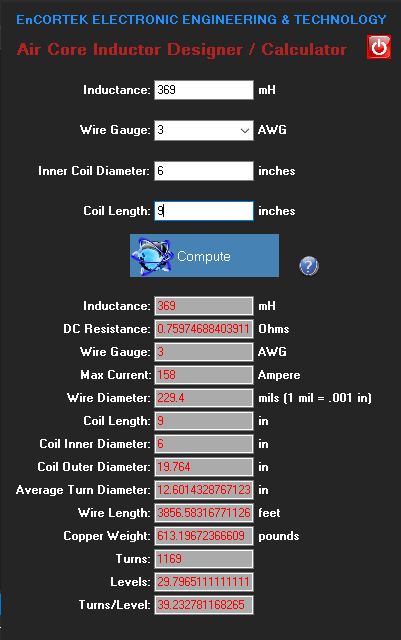 EnCORTEK ELECTRONIC ENGINEERING & TECHNOLOGY
Air Core Inductor Designer / Calculator
Inductance: 369 mH
Wire Gauge: 3 AWG
Inner Coil Diameter: 6 inches
Coil Length: 9 inches
Compute ?
Inductance: 369 mH
DC Resistance: 0.75974688403911 Ohms
Wire Gauge: 3 AWG
Max Current: 158 Ampere
Wire Diameter: 229.4 mils (1 mil = .001 in)
Coil Length: 9 in
Coil Inner Diameter: 6 in
Coil Outer Diameter: 19.764 in
Average Turn Diameter: 12.6014328767123 in
Wire Length: 3856.58316771126 feet
Copper Weight: 613.19672366609 pounds
Turns: 1169
Levels: 29.7965111111111
Turns/Level: 39.232781168265